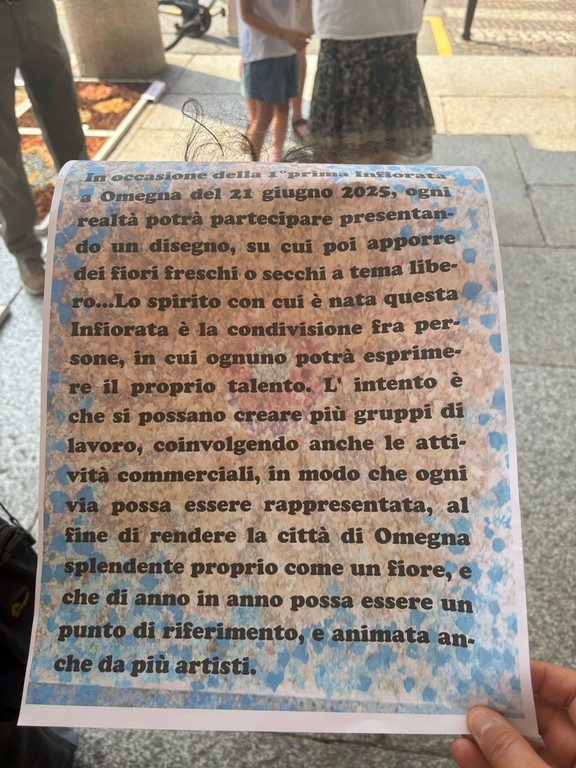 In occasione della 1°prima Infiorata
a Omegna del 21 giugno 2025, ogni
realtà potrà partecipare presentan-
do un disegno, su cui poi apporre
dei fiori freschi o secchi a tema libe-
ro...Lo spirito con cui è nata questa
Infiorata è la condivisione fra per-
sone, in cui ognuno potrà esprime-
re il proprio talento. L' intento è
che si possano creare più gruppi di
lavoro, coinvolgendo anche le atti-
vità commerciali, in modo che ogni
via possa essere rappresentata, al
fine di rendere la città di Omegna
splendente proprio come un fiore, e
che di anno in anno possa essere un
punto di riferimento, e animata an-
che da più artisti.